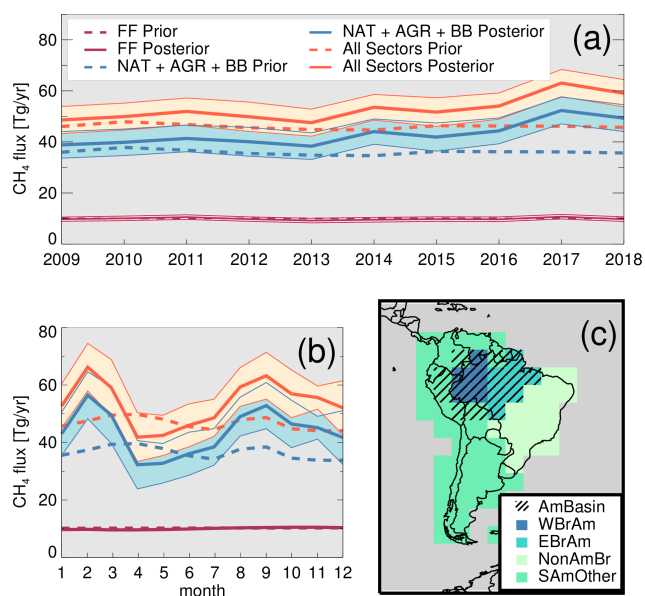 80
60
40
20
0
CH4 flux [Tg/yr]
FF Prior
FF Posterior
NAT + AGR + BB Prior
NAT + AGR + BB Posterior
All Sectors Prior
All Sectors Posterior
(a)
2009 2010 2011 2012 2013 2014 2015 2016 2017 2018
80
60
40
20
0
CH4 flux [Tg/yr]
(b)
1 2 3 4 5 6 7 8 9 10 11 12
month
(c)
AmBasin
WBrAm
EBrAm
NonAmBr
SAmOther